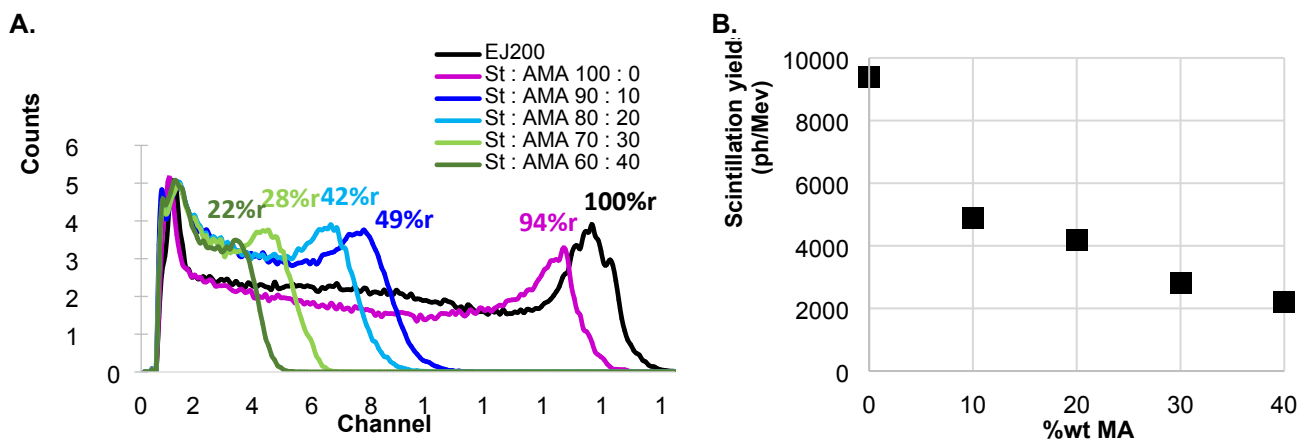 A.
EJ200
St : AMA 100 : 0
St : AMA 90 : 10
St : AMA 80 : 20
St : AMA 70 : 30
St : AMA 60 : 40
Counts
6
5
4
3
2
1
0
22%r
28%r
42%r
49%r
94%r
100%r
0 2 4 6 8 1 1 1 1 1
Channel
B.
Scintillation yield
(ph/Mev)
10000
8000
6000
4000
2000
0
0 10 20 30 40
%wt MA